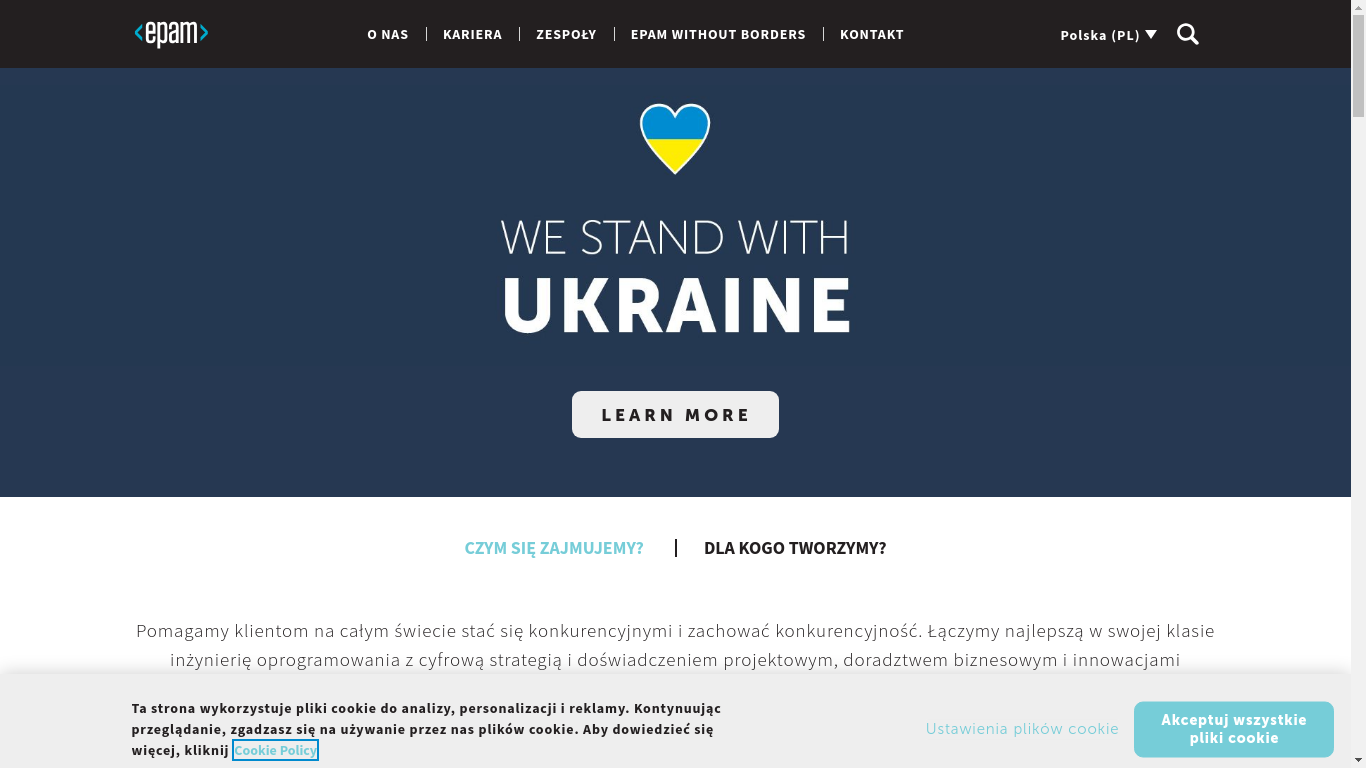 <epam>
O NAS
KARIERA
ZESPOŁY
EPAM WITHOUT BORDERS
KONTAKT
Polska (PL)
WE STAND WITH
UKRAINE
LEARN MORE
CZYM SIĘ ZAJMUJEMY?
DLA KOGO TWORZYMY?
Pomagamy klientom na całym świecie stać się konkurencyjnymi i zachować konkurencyjność. Łączymy najlepszą w swojej klasie
inżynierię oprogramowania z cyfrową strategią i doświadczeniem projektowym, doradztwem biznesowym i innowacjami
Ta strona wykorzystuje pliki cookie do analizy, personalizacji i reklamy. Kontynuując
przeglądanie, zgadzasz się na używanie przez nas plików cookie. Aby dowiedzieć się
więcej, kliknij Cookie Policy
Ustawienia plików cookie
Akceptuj wszystkie
pliki cookie